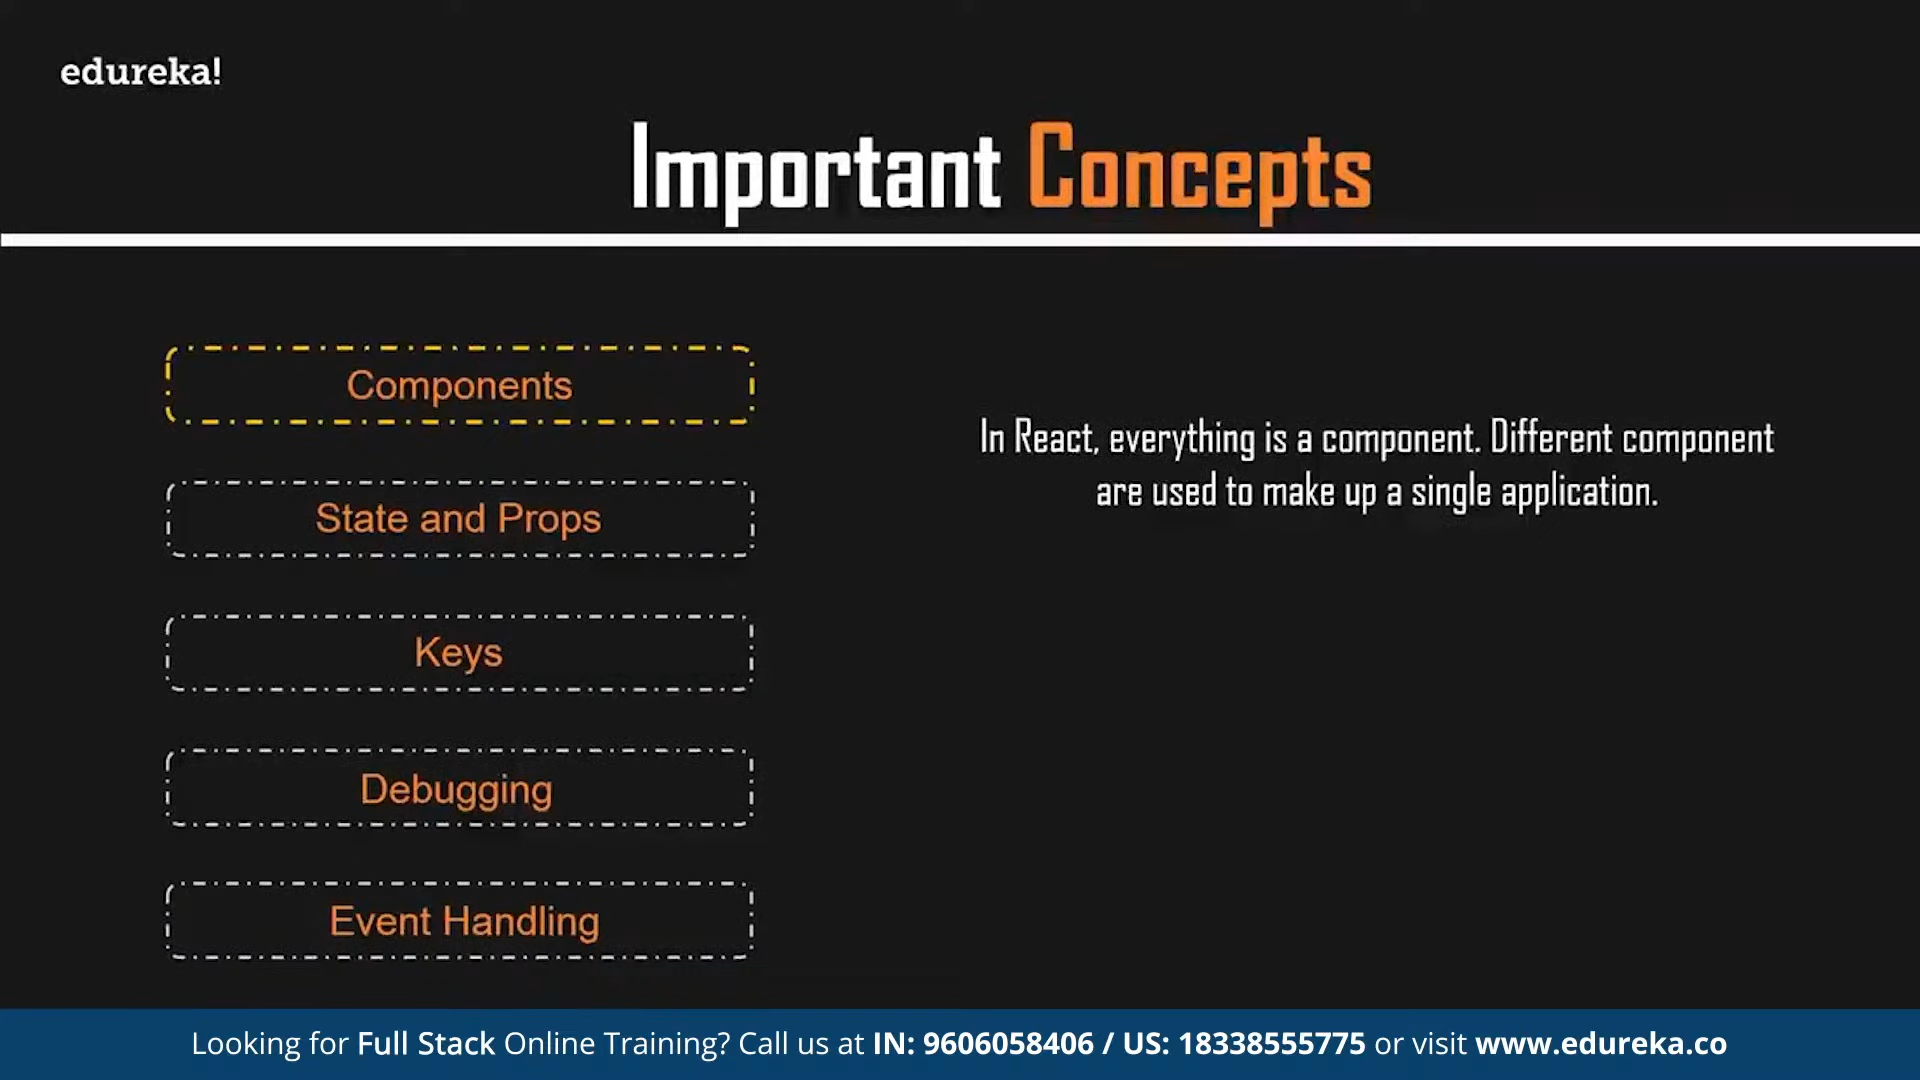 edureka!
Important Concepts
Components
State and Props
Keys
Debugging
Event Handling
In React, everything is a component. Different component
are used to make up a single application.
Looking for Full Stack Online Training? Call us at IN: 9606058406 / US: 18338555775 or visit www.edureka.co